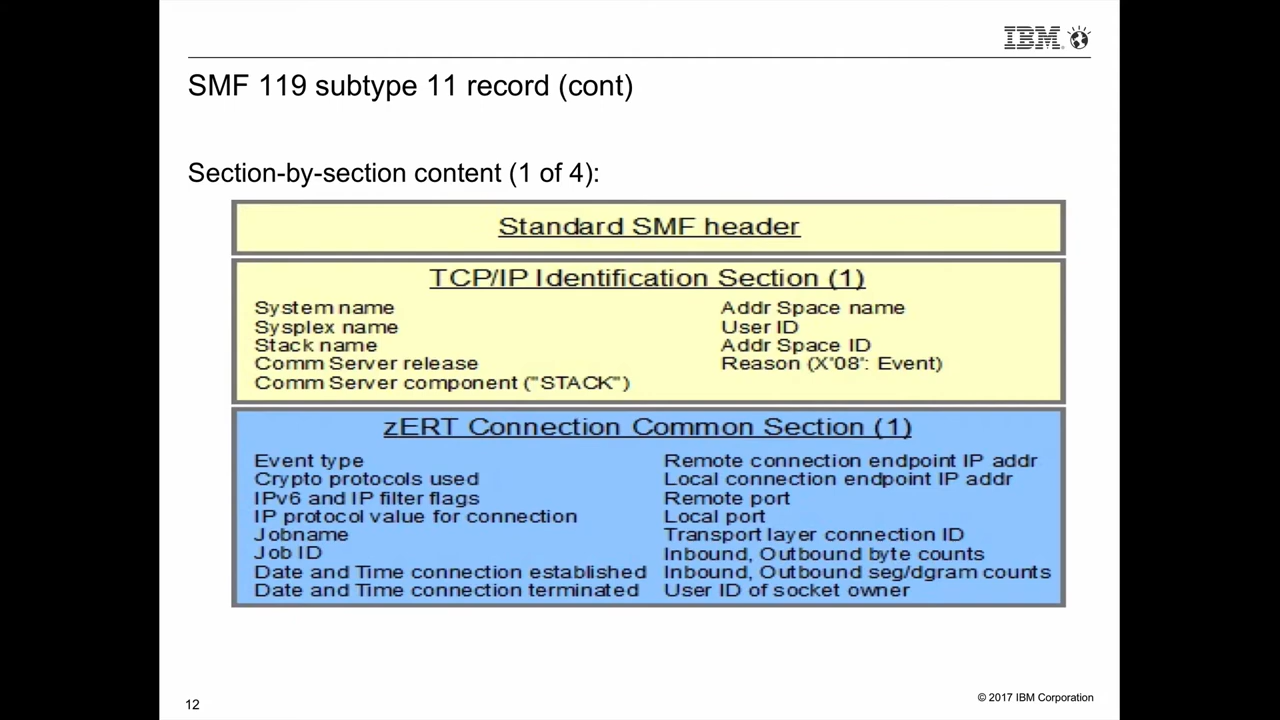 IBM
SMF 119 subtype 11 record (cont)
Section-by-section content (1 of 4):
Standard SMF header
TCP/IP Identification Section (1)
System name
Sysplex name
Stack name
Comm Server release
Comm Server component ("STACK")
Addr Space name
User ID
Addr Space ID
Reason (X'08': Event)
zERT Connection Common Section (1)
Event type
Crypto protocols used
IPv6 and IP filter flags
IP protocol value for connection
Jobname
Job ID
Date and Time connection established
Date and Time connection terminated
Remote connection endpoint IP addr
Local connection endpoint IP addr
Remote port
Local port
Transport layer connection ID
Inbound, Outbound byte counts
Inbound, Outbound seg/dgram counts
User ID of socket owner
12
© 2017 IBM Corporation